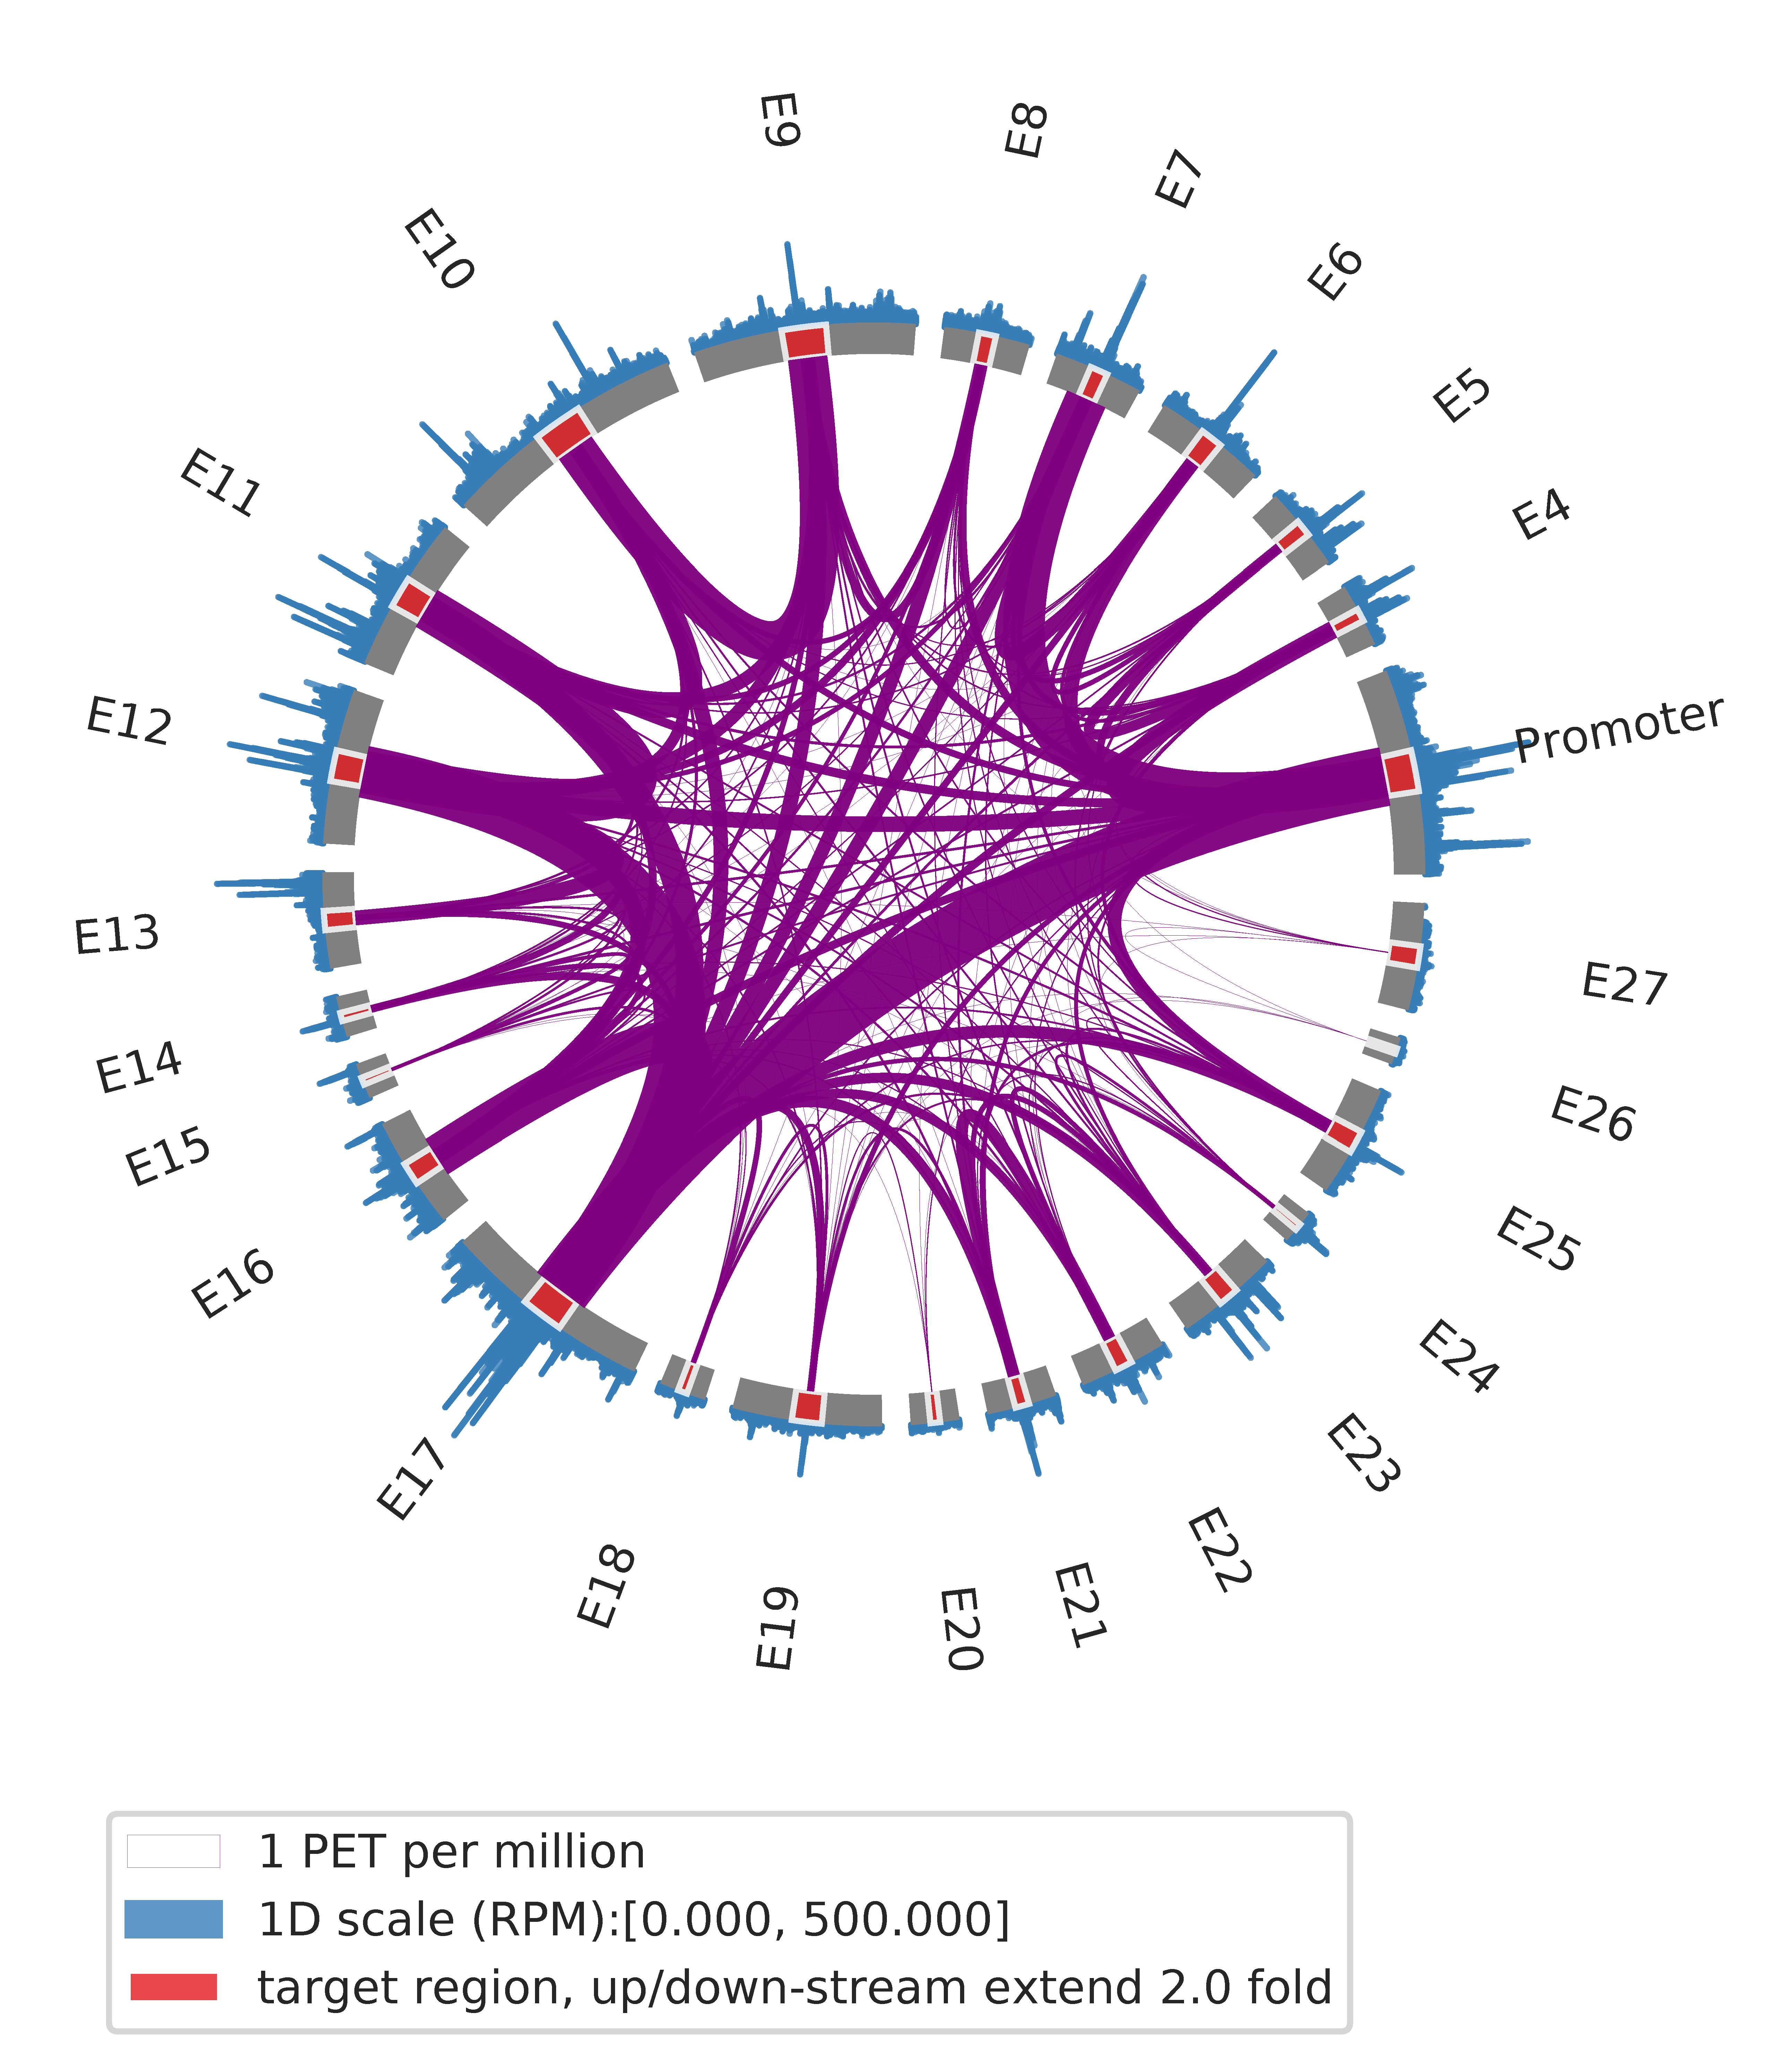 E9
E8
E7
E6
E5
E4
Promoter
E10
E11
E12
E13
E14
E15
E16
E17
E18
E19
E20
E21
E22
E23
E24
E25
E26
E27
1 PET per million
1D scale (RPM):[0.000, 500.000]
target region, up/down-stream extend 2.0 fold